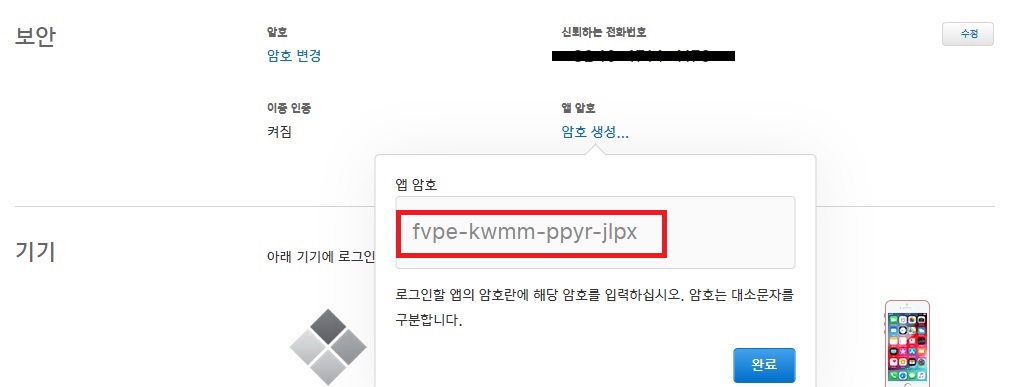 보안
암호
암호 변경
신뢰하는 전화번호
수정
이중 인증
켜짐
앱 암호
암호 생성...
앱 암호
fvpe-kwmm-ppyr-jlpx
로그인할 앱의 암호란에 해당 암호를 입력하십시오. 암호는 대소문자를
구분합니다.
완료
기기
아래 기기에 로그인